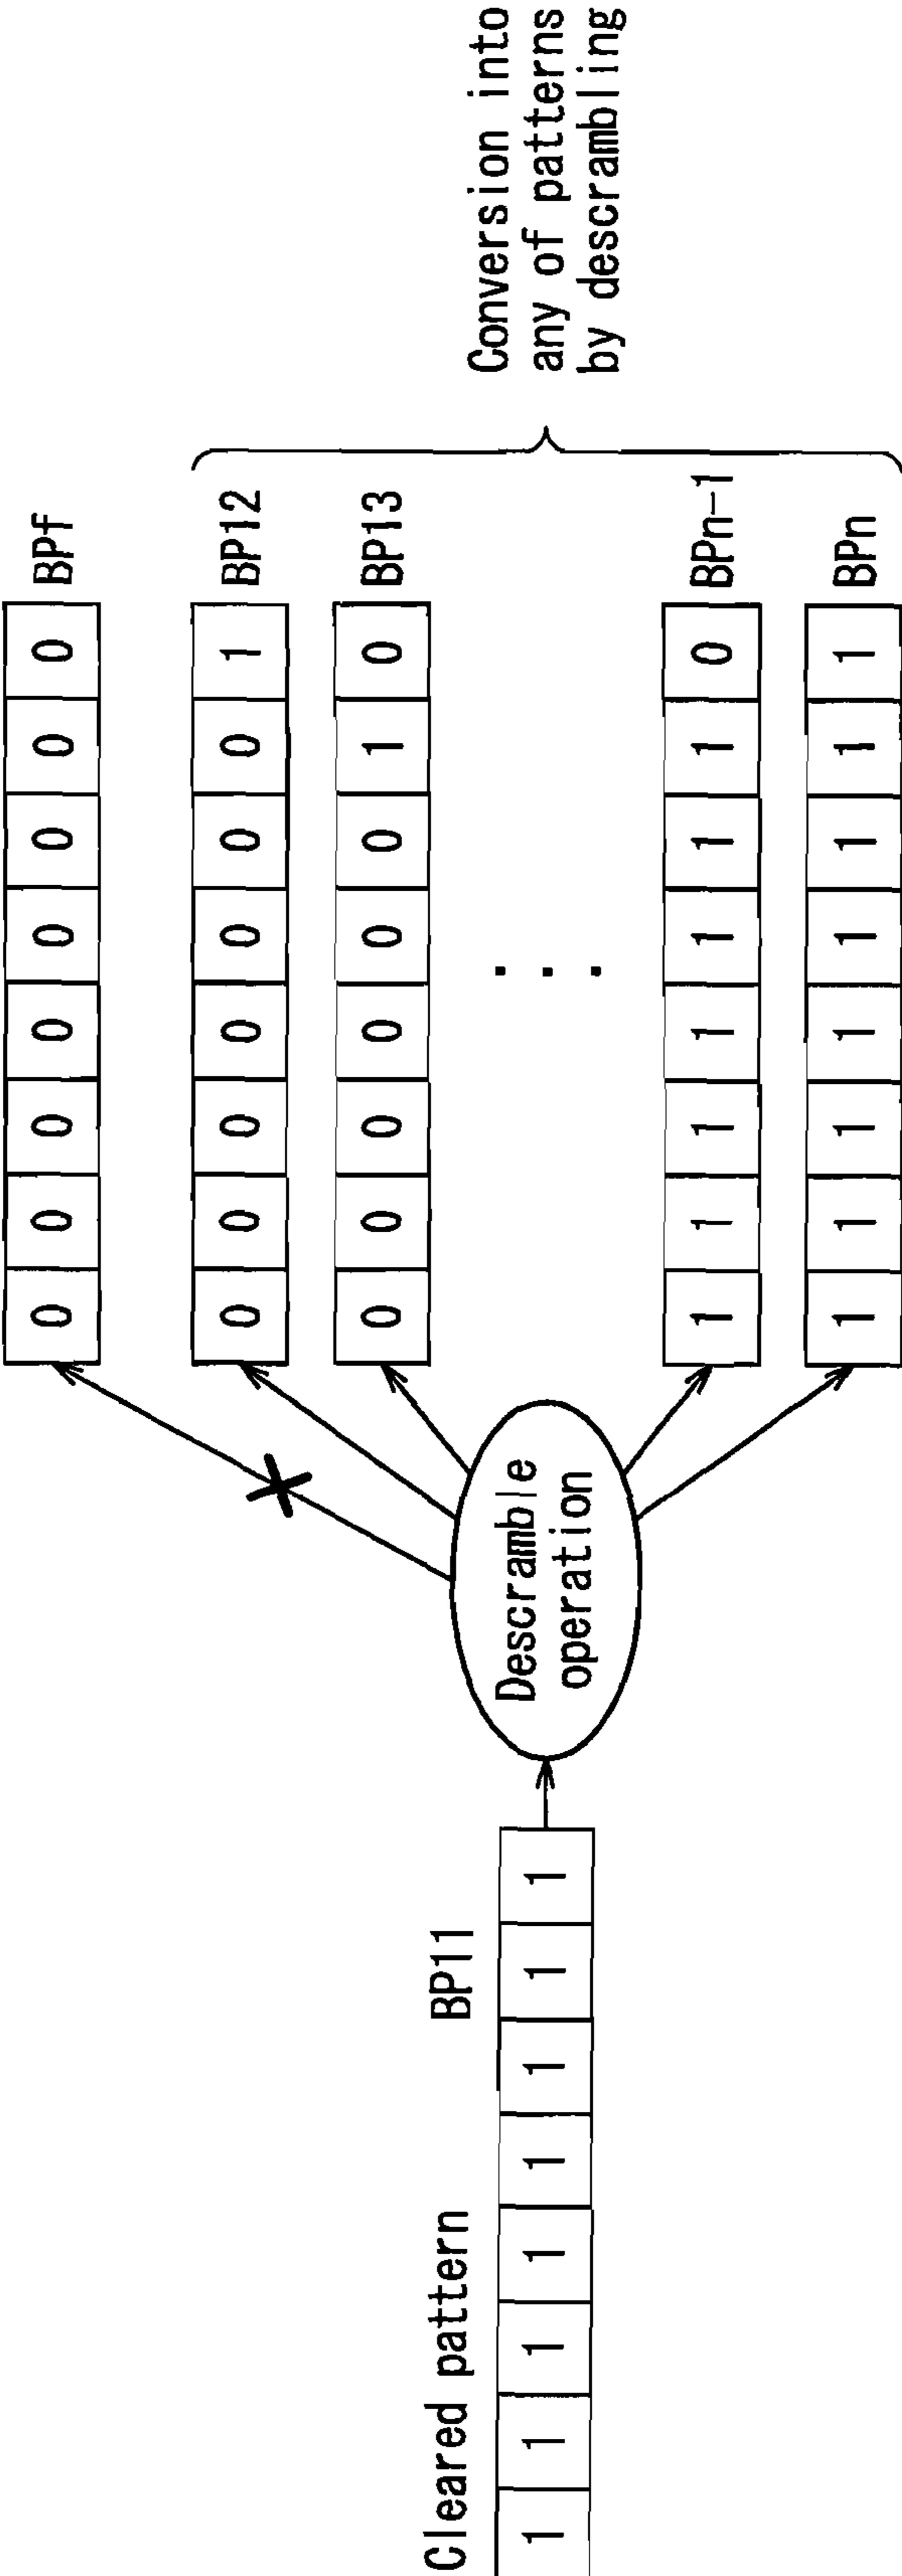 Cleared pattern
BP11
1 1 1 1 1 1 1 1
Descramble
operation
0 0 0 0 0 0 0 0 BPf
0 0 0 0 0 0 0 1 BP12
0 0 0 0 0 0 1 0 BP13
...
1 1 1 1 1 1 1 0 BPn-1
1 1 1 1 1 1 1 1 BPn
Conversion into
any of patterns
by descrambling